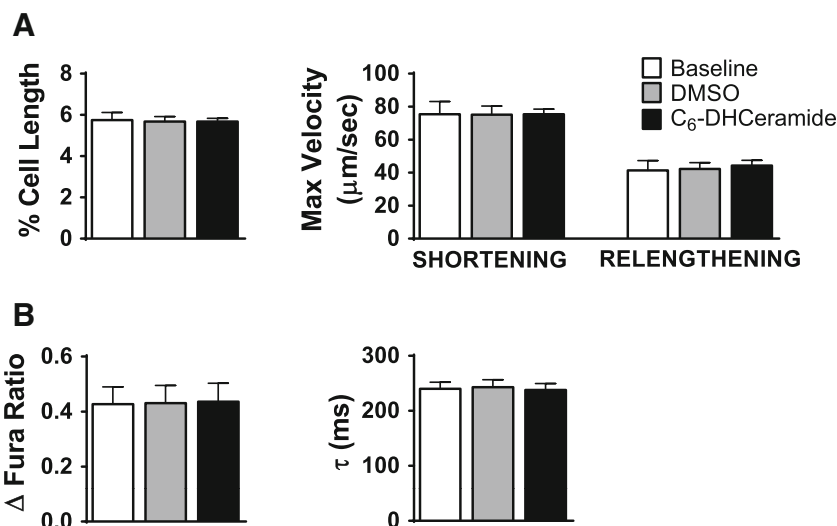 A
% Cell Length
8
6
4
2
0
Max Velocity
(μm/sec)
100
80
60
40
20
0
SHORTENING
RELENGTHENING
Baseline
DMSO
C₆-DHCeramide
B
Δ Fura Ratio
0.6
0.4
0.2
0.0
τ (ms)
300
200
100
0